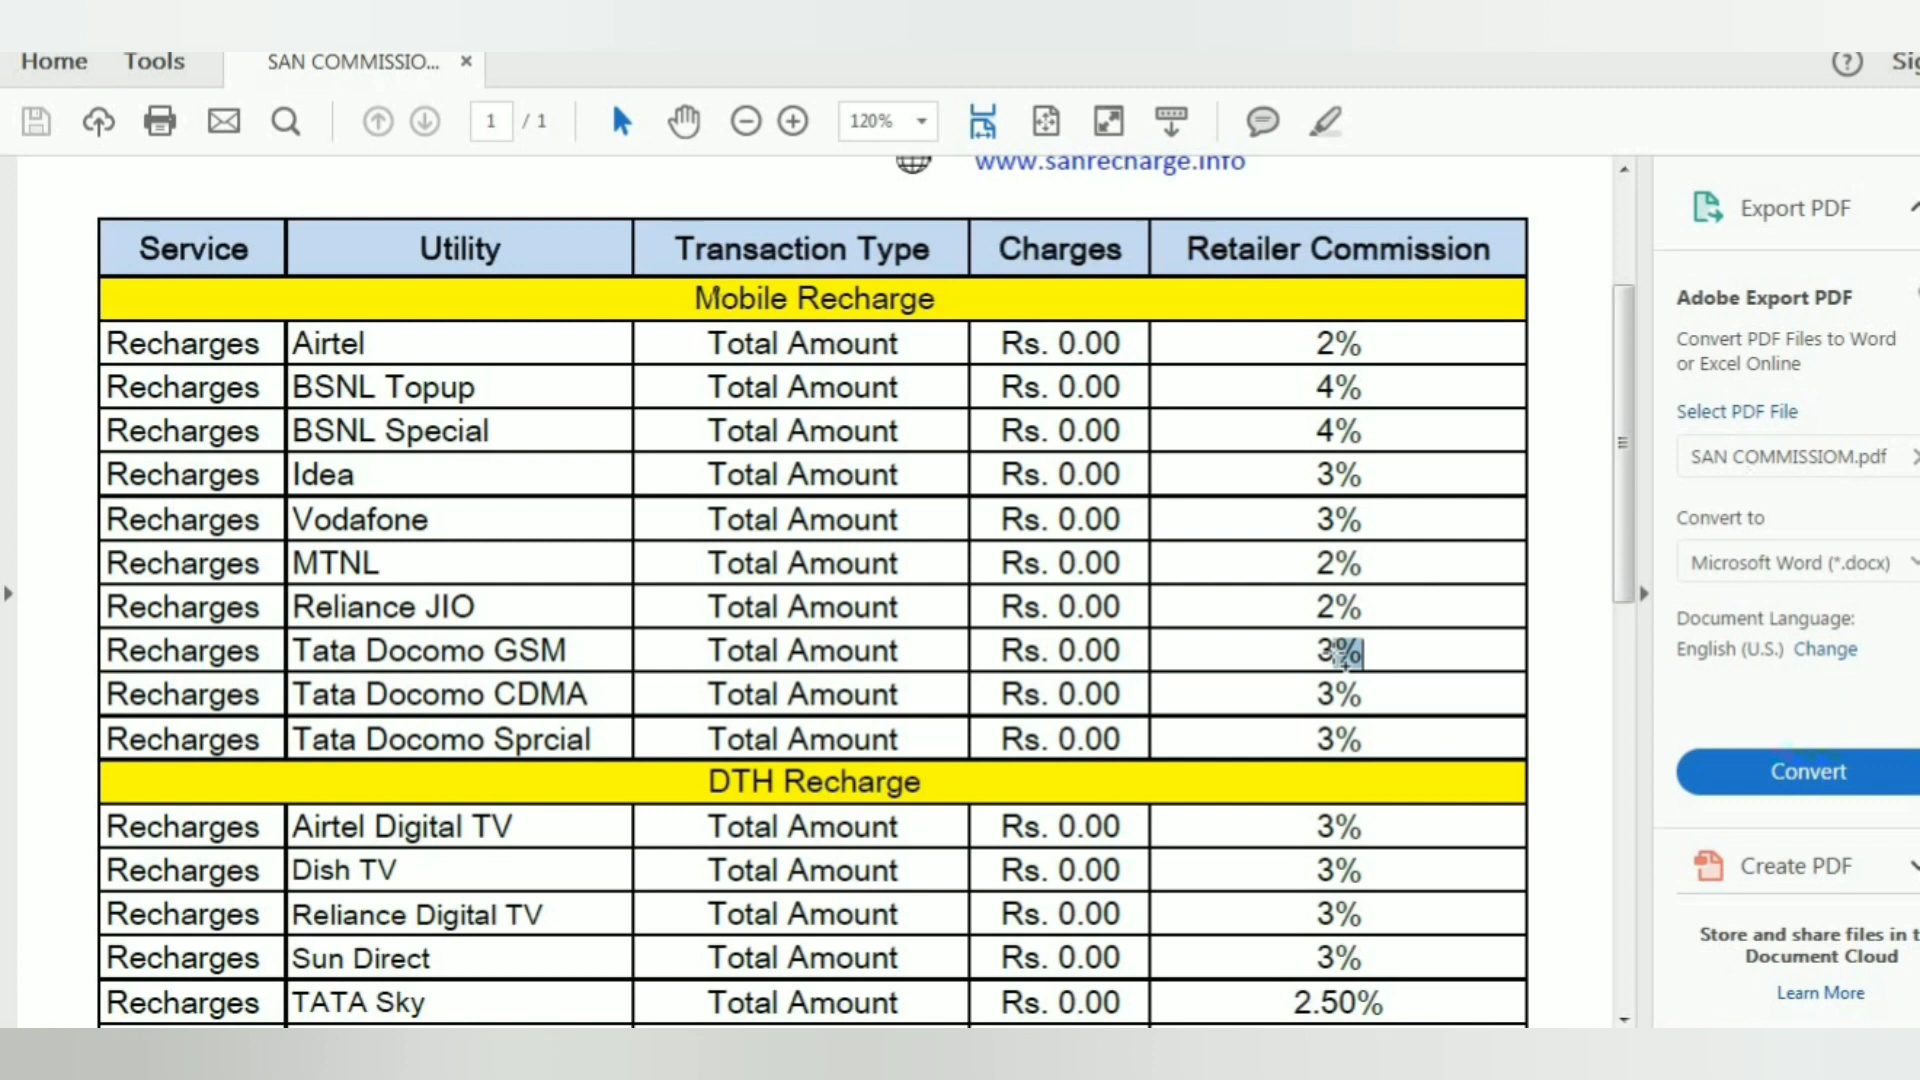 Home Tools SAN COMMISSIO... ×
? Sig
1 / 1 120%
www.sanrecharge.info
Service Utility Transaction Type Charges Retailer Commission
Mobile Recharge
Recharges Airtel Total Amount Rs. 0.00 2%
Recharges BSNL Topup Total Amount Rs. 0.00 4%
Recharges BSNL Special Total Amount Rs. 0.00 4%
Recharges Idea Total Amount Rs. 0.00 3%
Recharges Vodafone Total Amount Rs. 0.00 3%
Recharges MTNL Total Amount Rs. 0.00 2%
Recharges Reliance JIO Total Amount Rs. 0.00 2%
Recharges Tata Docomo GSM Total Amount Rs. 0.00 3%
Recharges Tata Docomo CDMA Total Amount Rs. 0.00 3%
Recharges Tata Docomo Sprcial Total Amount Rs. 0.00 3%
DTH Recharge
Recharges Airtel Digital TV Total Amount Rs. 0.00 3%
Recharges Dish TV Total Amount Rs. 0.00 3%
Recharges Reliance Digital TV Total Amount Rs. 0.00 3%
Recharges Sun Direct Total Amount Rs. 0.00 3%
Recharges TATA Sky Total Amount Rs. 0.00 2.50%
Export PDF
Adobe Export PDF
Convert PDF Files to Word
or Excel Online
Select PDF File
SAN COMMISSIOM.pdf
Convert to
Microsoft Word (*.docx)
Document Language:
English (U.S.) Change
Convert
Create PDF
Store and share files in t
Document Cloud
Learn More